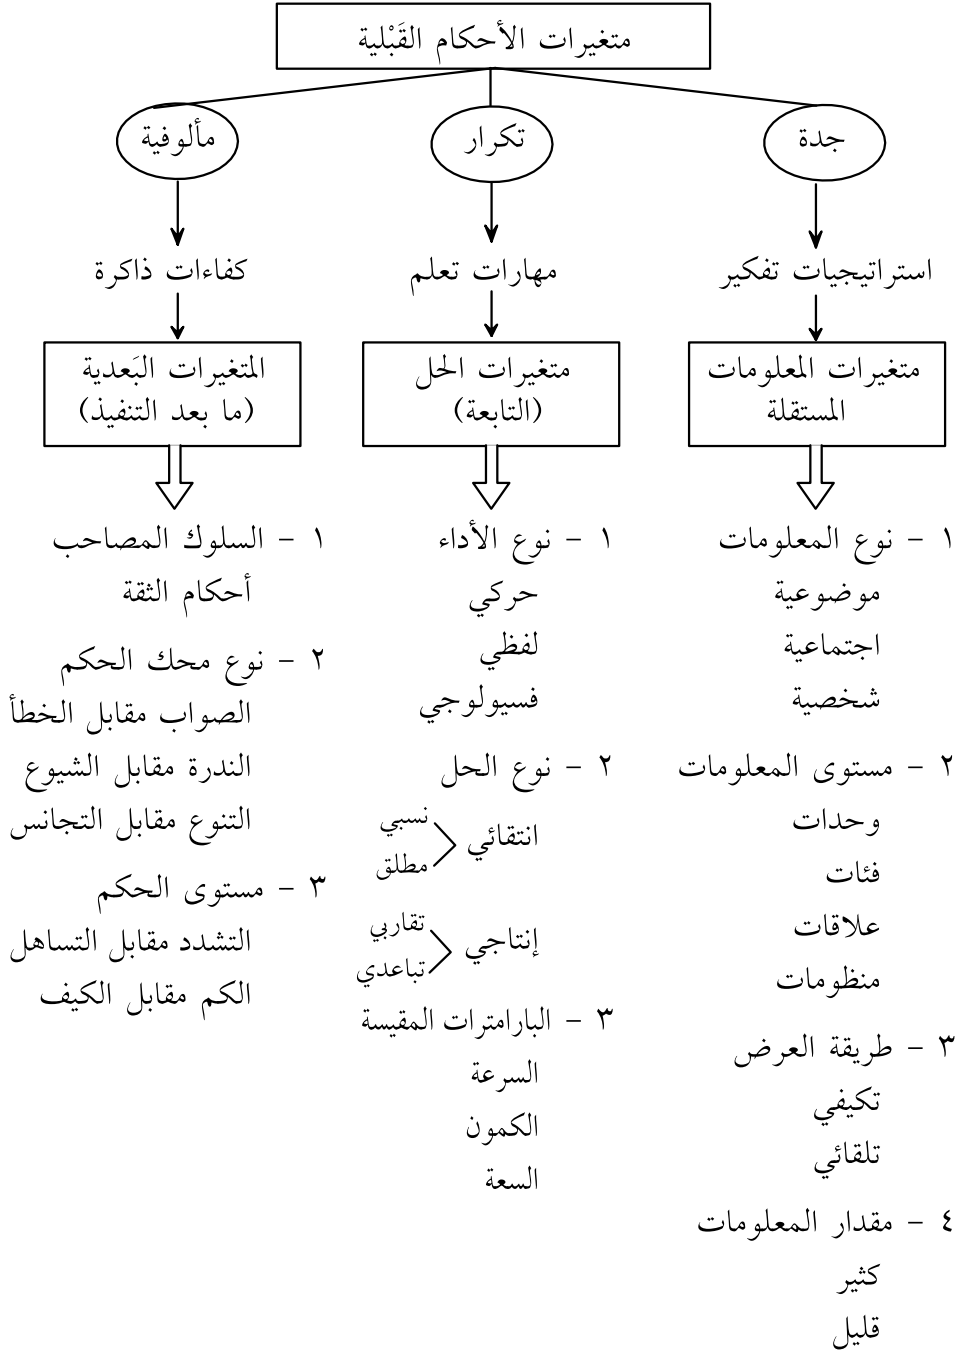 متغيرات الأحكام القَبْلية
جدة
تكرار
مألوفية
استراتيجيات تفكير
مهارات تعلم
كفاءات ذاكرة
متغيرات المعلومات
المستقلة
متغيرات الحل
(التابعة)
المتغيرات البَعدية
(ما بعد التنفيذ)
١ – نوع المعلومات
موضوعية
اجتماعية
شخصية
٢ – مستوى المعلومات
وحدات
فئات
علاقات
منظومات
٣ – طريقة العرض
تكيفي
تلقائي
٤ – مقدار المعلومات
كثير
قليل
١ – نوع الأداء
حركي
لفظي
فسيولوجي
٢ – نوع الحل
انتقائي
نسبي
مطلق
إنتاجي
تقاربي
تباعدي
٣ – البارامترات المقيسة
السرعة
الكمون
السعة
١ – السلوك المصاحب
أحكام الثقة
٢ – نوع محك الحكم
الصواب مقابل الخطأ
الندرة مقابل الشيوع
التنوع مقابل التجانس
٣ – مستوى الحكم
التشدد مقابل التساهل
الكم مقابل الكيف